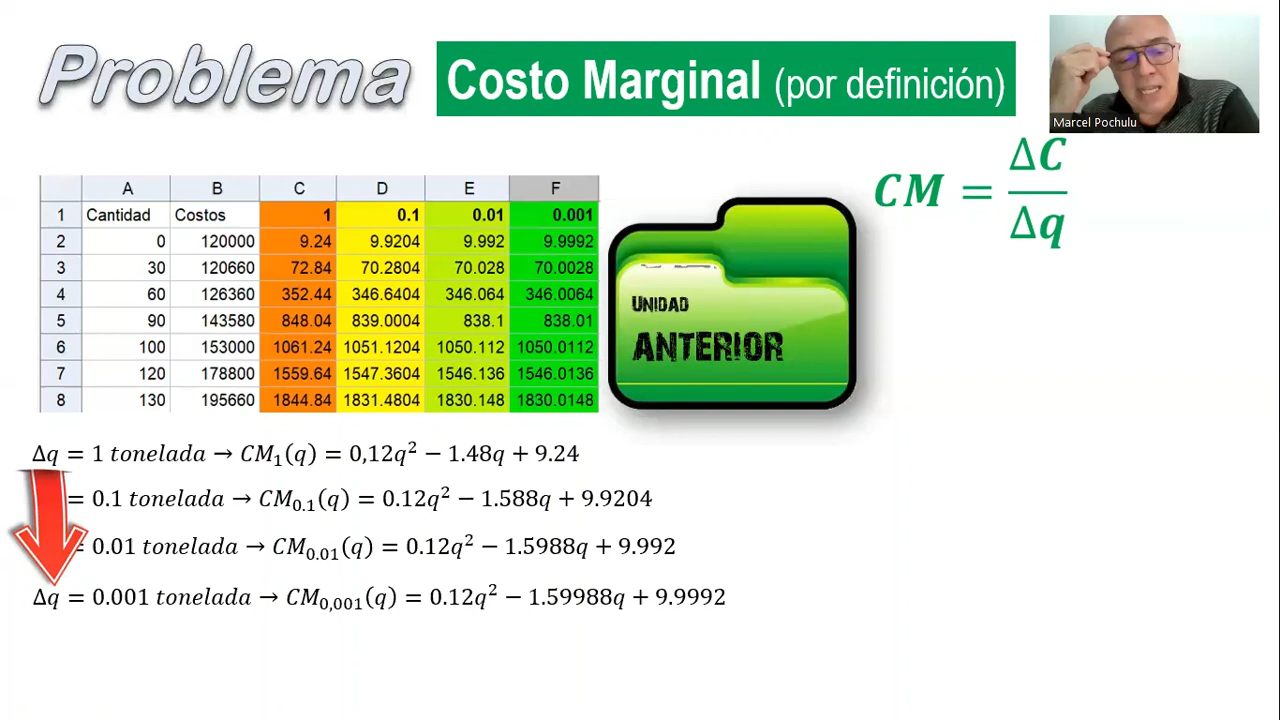 Problema
Costo Marginal (por definición)
Marcel Pochulu
CM = ΔC/Δq
A B C D E F
1 Cantidad Costos 1 0.1 0.01 0.001
2 0 120000 9.24 9.9204 9.992 9.9992
3 30 120660 72.84 70.2804 70.028 70.0028
4 60 126360 352.44 346.6404 346.064 346.0064
5 90 143580 848.04 839.0004 838.1 838.01
6 100 153000 1061.24 1051.1204 1050.112 1050.0112
7 120 178800 1559.64 1547.3604 1546.136 1546.0136
8 130 195660 1844.84 1831.4804 1830.148 1830.0148
UNIDAD
ANTERIOR
Δq = 1 tonelada → CM₁(q) = 0,12q² − 1.48q + 9.24
= 0.1 tonelada → CM₀.₁(q) = 0.12q² − 1.588q + 9.9204
= 0.01 tonelada → CM₀.₀₁(q) = 0.12q² − 1.5988q + 9.992
Δq = 0.001 tonelada → CM₀,₀₀₁(q) = 0.12q² − 1.59988q + 9.9992